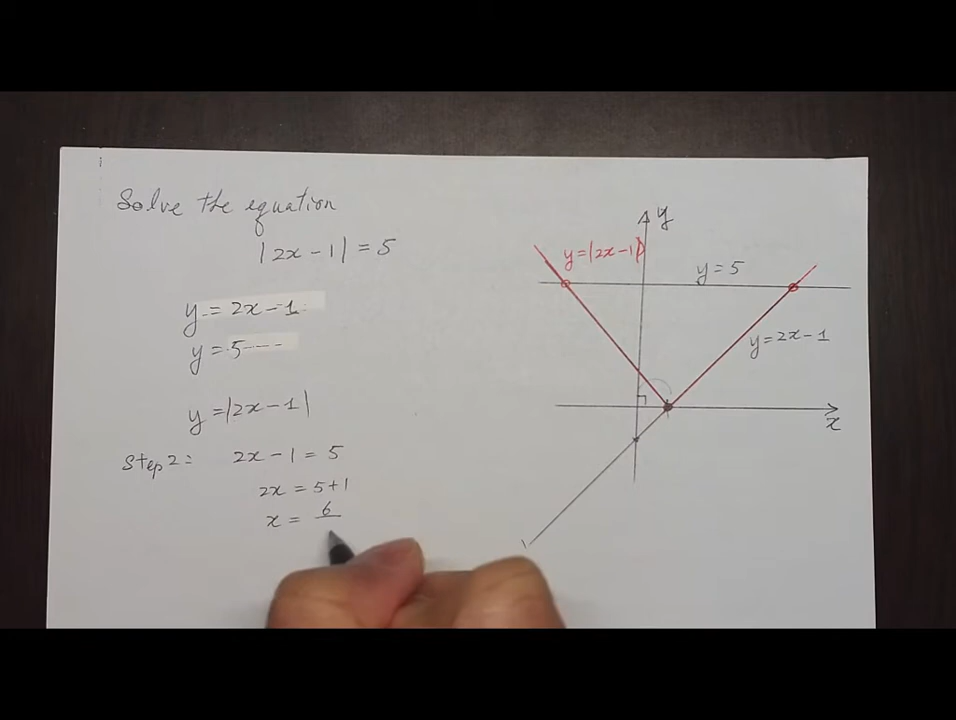 Solve the equation
|2x-1| = 5
y = 2x-1
y = 5
y = |2x-1|
Step 2: 2x - 1 = 5
2x = 5+1
x = 6
y
y=|2x-1|
y=5
y=2x-1
x